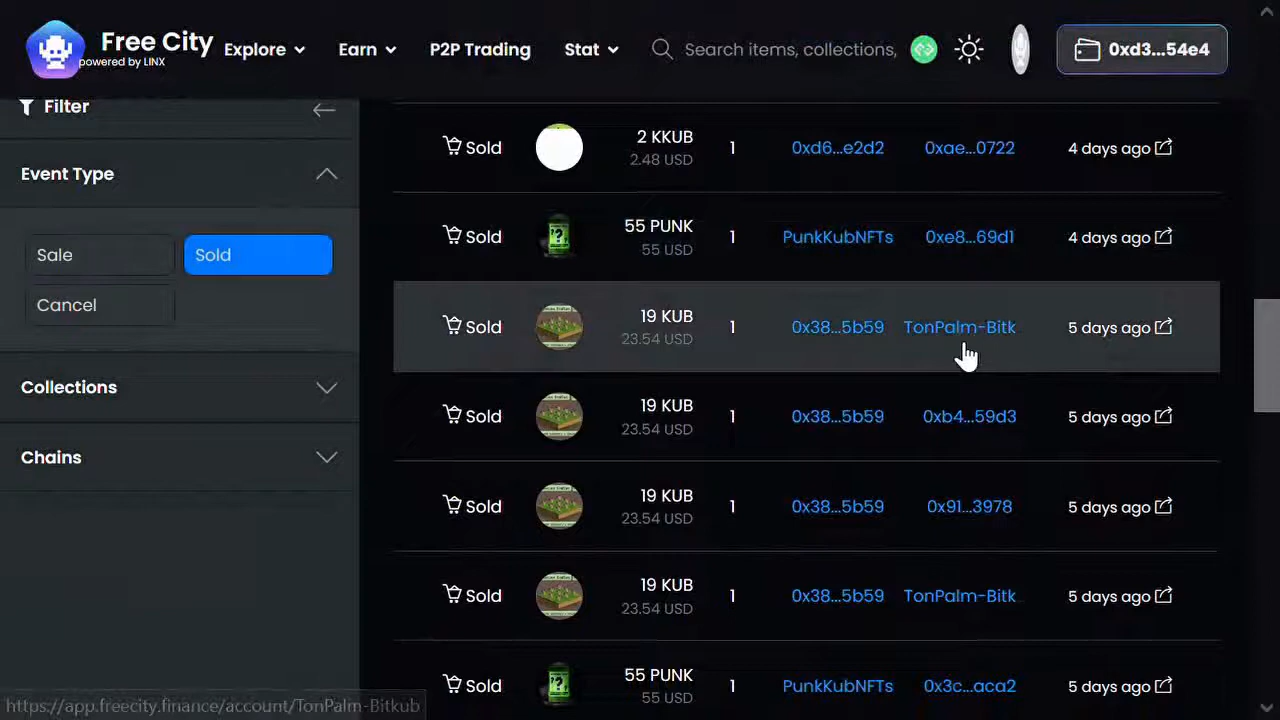 Free City
powered by LINX
Explore
Earn
P2P Trading
Stat
Search items, collections,
0xd3...54e4
Filter
Event Type
Sale
Sold
Cancel
Collections
Chains
Sold 2 KKUB 1 0xd6...e2d2 0xae...0722 4 days ago
2.48 USD
Sold 55 PUNK 1 PunkKubNFTs 0xe8...69d1 4 days ago
55 USD
Sold 19 KUB 1 0x38...5b59 TonPalm-Bitk 5 days ago
23.54 USD
Sold 19 KUB 1 0x38...5b59 0xb4...59d3 5 days ago
23.54 USD
Sold 19 KUB 1 0x38...5b59 0x91...3978 5 days ago
23.54 USD
Sold 19 KUB 1 0x38...5b59 TonPalm-Bitk 5 days ago
23.54 USD
Sold 55 PUNK 1 PunkKubNFTs 0x3c...aca2 5 days ago
55 USD
https://app.freecity.finance/account/TonPalm-Bitkub